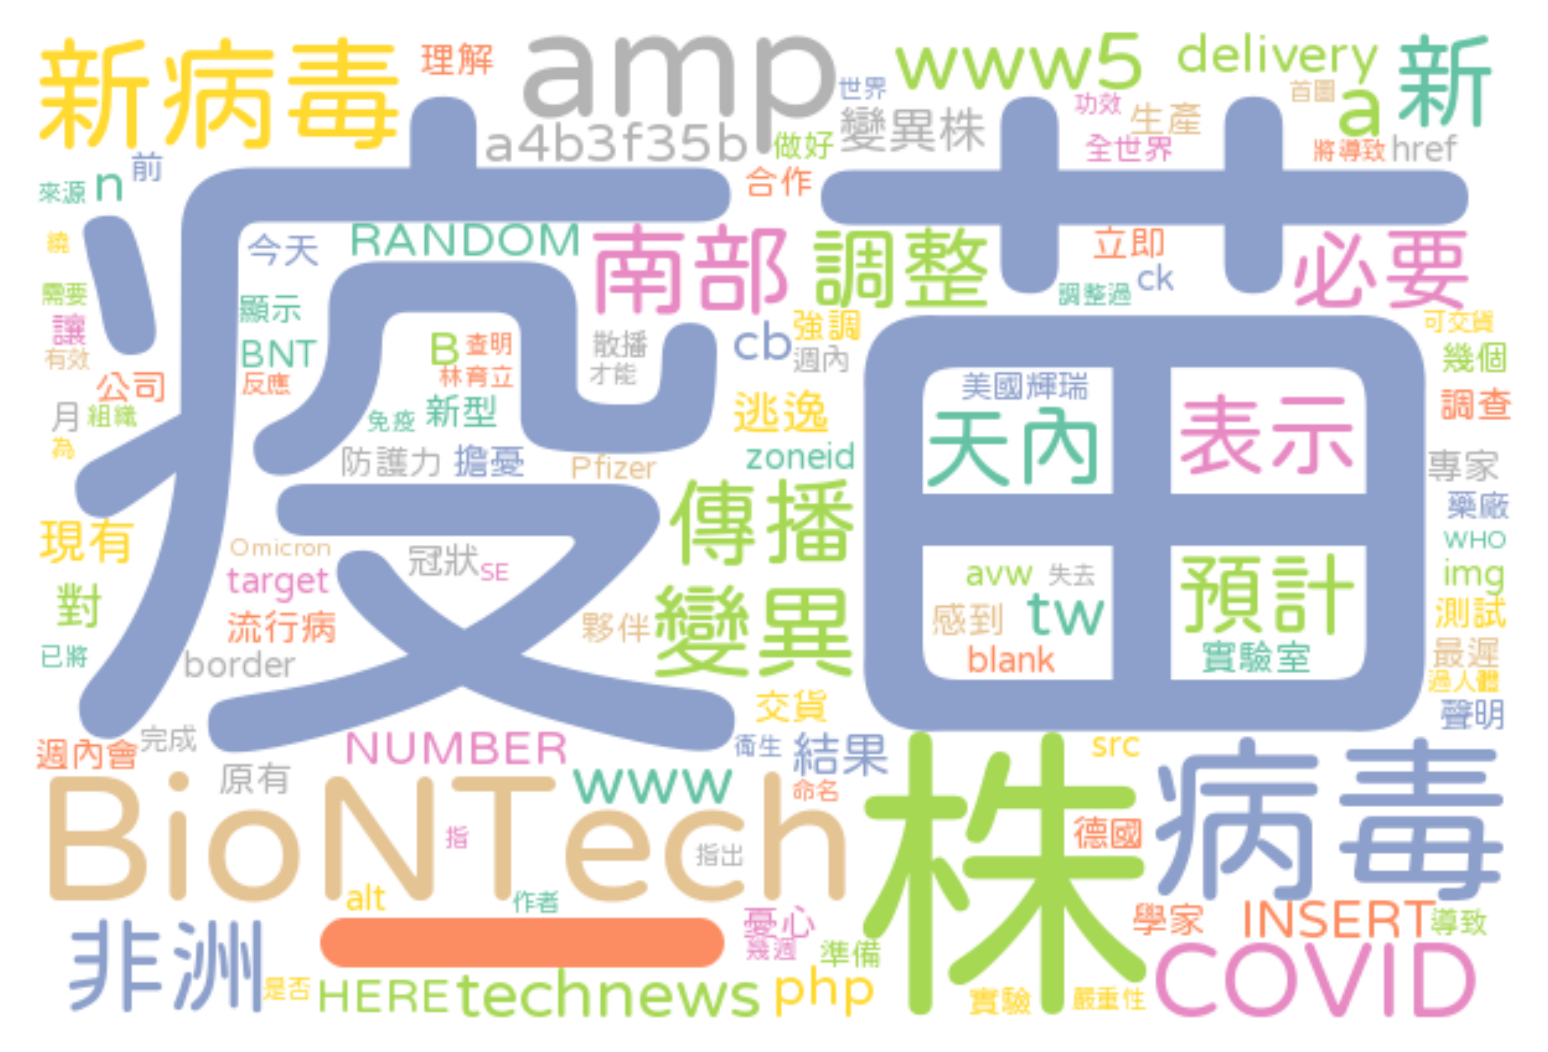 新病毒 理解 amp 世界 www5 delivery 首圖 a 新
功效 生產
a4b3f35b 做好 變異株 全世界 將導致 href
前
來源 n 合作
疫苗
繞 今天 RANDOM 南部 調整 立即 必要
ck
需要 顯示 調整過
讓 BNT B 查明 散播 cb 強調 可交貨
有效 反應 林育立 才能 週內 幾個
公司 美國輝瑞
月 組織 免疫 新型 逃逸 天內 表示 調查
為 防護力 擔憂 Pfizer zoneid 專家
傳播 藥廠
現有 Omicron 冠狀 WHO
target SE avw 失去 預計 img
對 流行病 夥伴 變異 感到 tw 測試
已將 border blank 實驗室 最遲
過人體
交貨 聲明
週內會 完成 NUMBER 衛生 結果 src
原有 www 命名 株 病毒
BioNTech 指 指出 德國
alt 作者
非洲 憂心 學家 INSERT 導致
幾週 準備
是否 HERE technews php 實驗 嚴重性 COVID